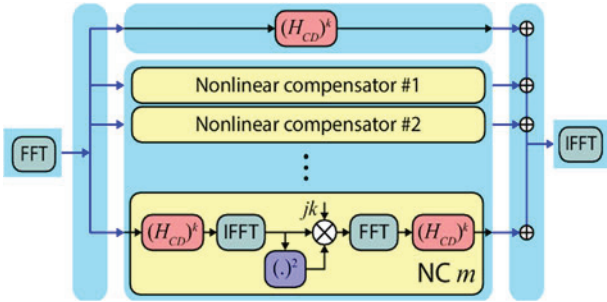 (H_CD)^k
Nonlinear compensator #1
Nonlinear compensator #2
FFT
IFFT
jk
(H_CD)^k
IFFT
FFT
(H_CD)^k
(.)^2
NC m